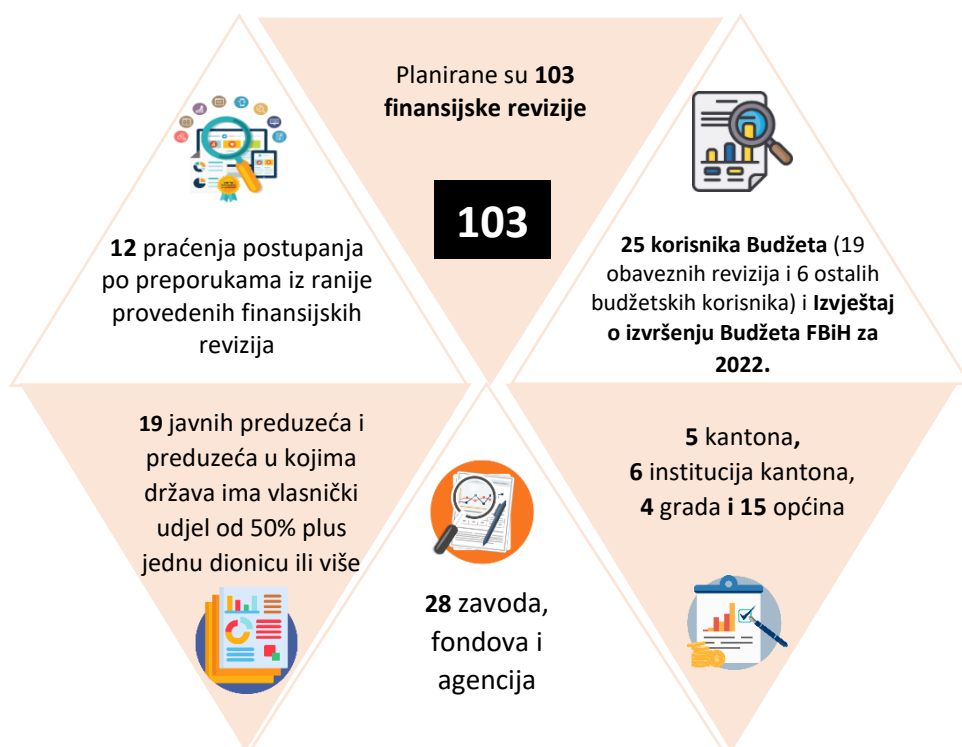 Planirane su 103
finansijske revizije
103
12 praćenja postupanja
po preporukama iz ranije
provedenih finansijskih
revizija
25 korisnika Budžeta (19
obaveznih revizija i 6 ostalih
budžetskih korisnika) i Izvještaj
o izvršenju Budžeta FBiH za
2022.
19 javnih preduzeća i
preduzeća u kojima
država ima vlasnički
udjel od 50% plus
jednu dionicu ili više
28 zavoda,
fondova i
agencija
5 kantona,
6 institucija kantona,
4 grada i 15 općina